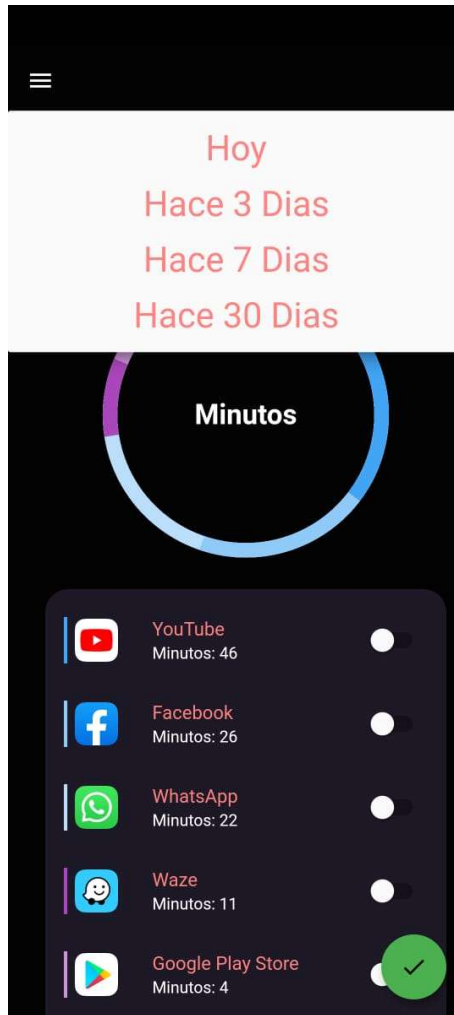 Hoy
Hace 3 Dias
Hace 7 Dias
Hace 30 Dias
Minutos
YouTube
Minutos: 46
Facebook
Minutos: 26
WhatsApp
Minutos: 22
Waze
Minutos: 11
Google Play Store
Minutos: 4